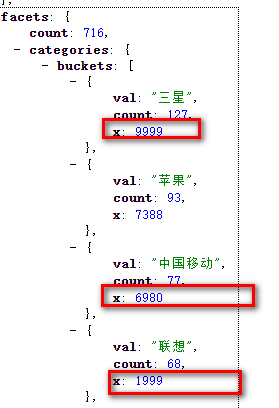 },
facets: {
count: 716,
- categories: {
- buckets: [
- {
val: "三星",
count: 127,
x: 9999
},
- {
val: "苹果",
count: 93,
x: 7388
},
- {
val: "中国移动",
count: 77,
x: 6980
},
- {
val: "联想",
count: 68,
x: 1999
},